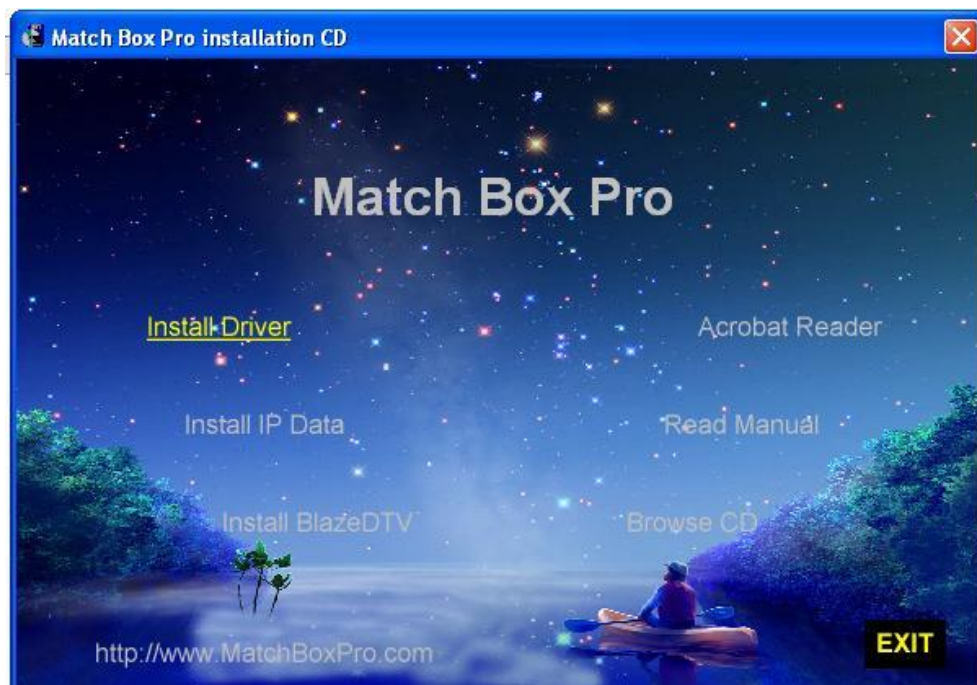 Match Box Pro installation CD
Match Box Pro
Install Driver
Acrobat Reader
Install IP Data
Read Manual
Install BlazeDTV
Browse CD
http://www.MatchBoxPro.com
EXIT